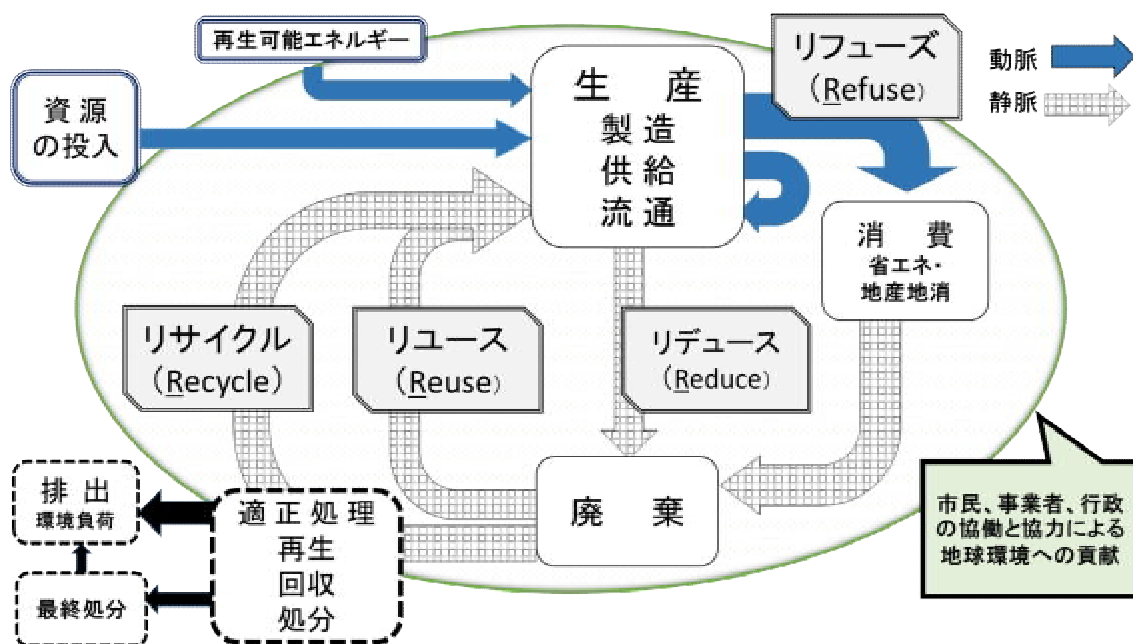 再生可能エネルギー
資源
の投入
生産
製造
供給
流通
リフューズ
(Refuse)
動脈
静脈
消費
省エネ・
地産地消
リサイクル
(Recycle)
リユース
(Reuse)
リデュース
(Reduce)
排出
環境負荷
最終処分
適正処理
再生
回収
処分
廃棄
市民、事業者、行政
の協働と協力による
地球環境への貢献